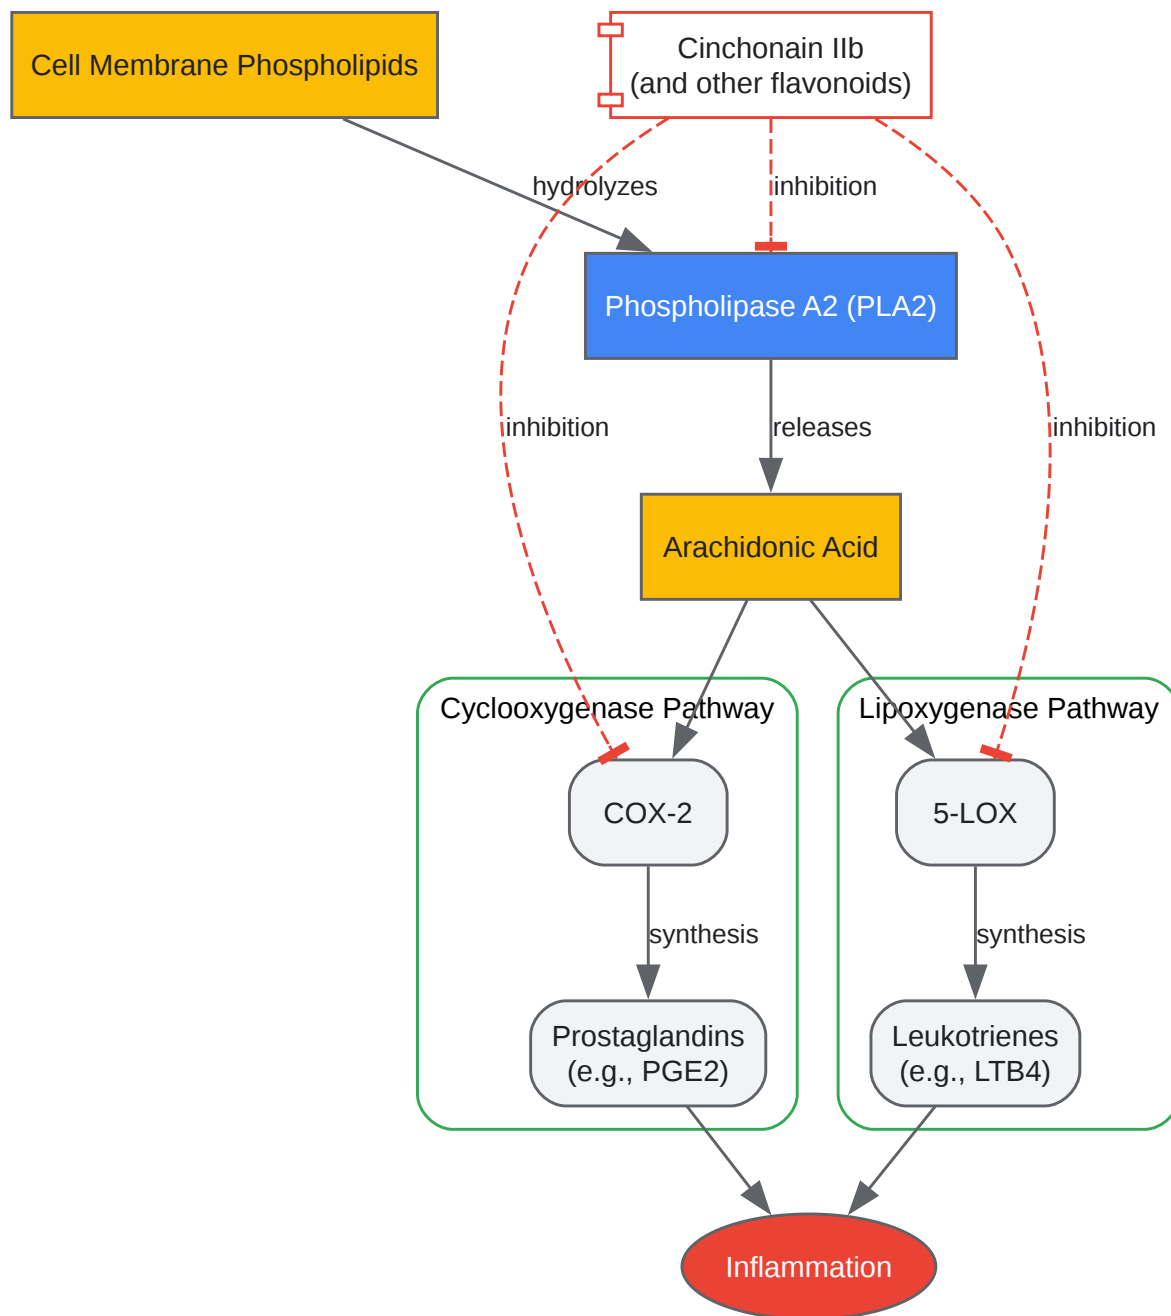 Cell Membrane Phospholipids
Cinchonain IIb
(and other flavonoids)
hydrolyzes
inhibition
Phospholipase A2 (PLA2)
inhibition
releases
inhibition
Arachidonic Acid
Cyclooxygenase Pathway
Lipoxygenase Pathway
COX-2
5-LOX
synthesis
synthesis
Prostaglandins
(e.g., PGE2)
Leukotrienes
(e.g., LTB4)
Inflammation